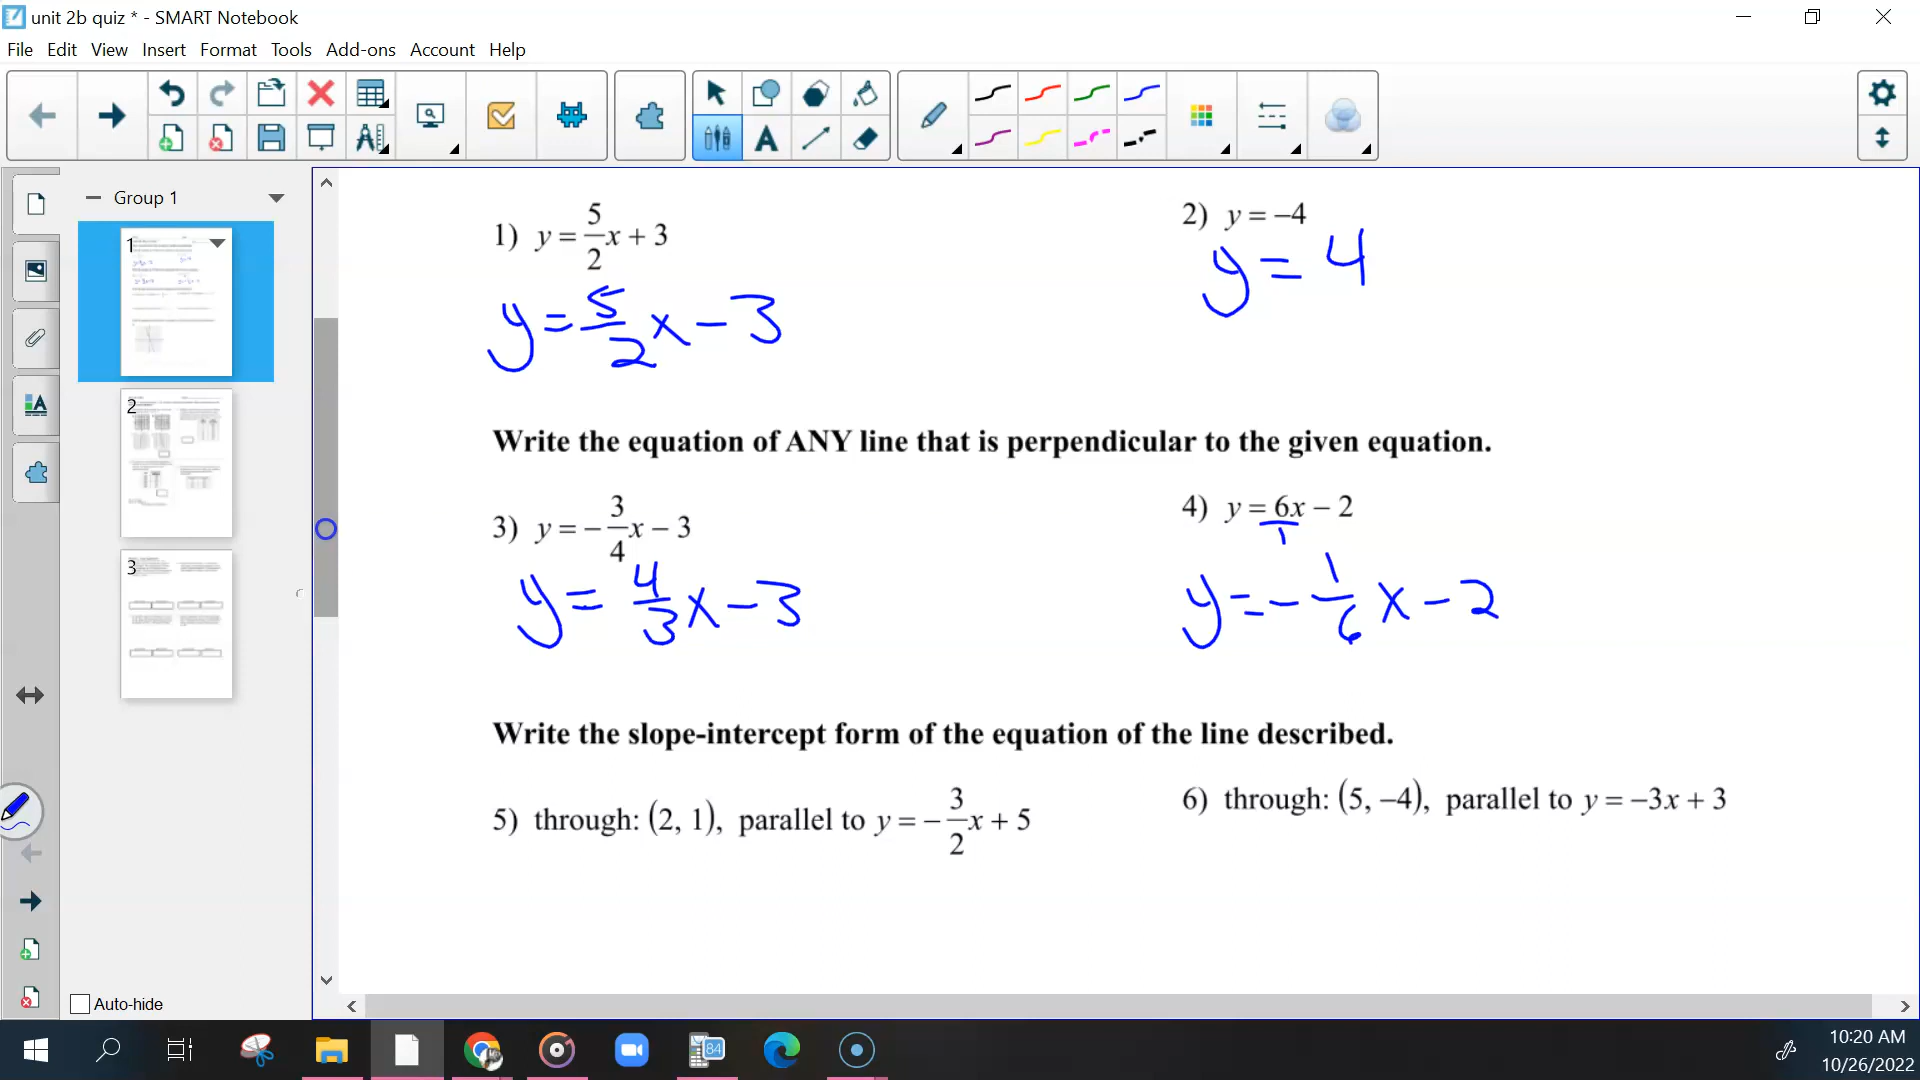 unit 2b quiz * - SMART Notebook
File Edit View Insert Format Tools Add-ons Account Help
Group 1
1
2
3
1) y = 5/2 x + 3
2) y = –4
y = 5/2 x – 3
y = 4
Write the equation of ANY line that is perpendicular to the given equation.
3) y = – 3/4 x – 3
4) y = 6x – 2
1
y = 4/3 x – 3
y = – 1/6 x – 2
Write the slope-intercept form of the equation of the line described.
5) through: (2, 1), parallel to y = – 3/2 x + 5
6) through: (5, –4), parallel to y = –3x + 3
Auto-hide
84
10:20 AM
10/26/2022